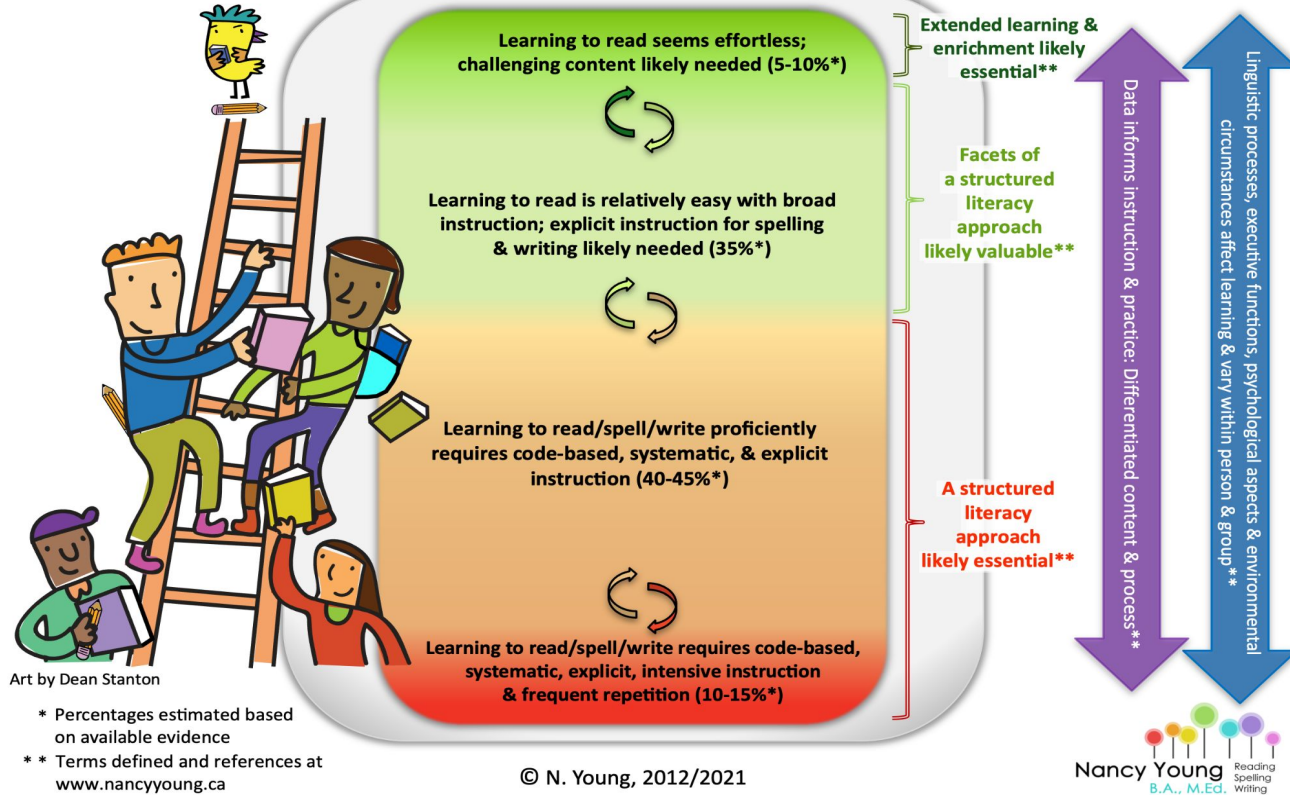 Learning to read seems effortless;
challenging content likely needed (5-10%*)
Learning to read is relatively easy with broad
instruction; explicit instruction for spelling
& writing likely needed (35%*)
Learning to read/spell/write proficiently
requires code-based, systematic, & explicit
instruction (40-45%*)
Learning to read/spell/write requires code-based,
systematic, explicit, intensive instruction
& frequent repetition (10-15%*)
Extended learning &
enrichment likely
essential**
Facets of
a structured
literacy
approach
likely valuable**
A structured
literacy
approach
likely essential**
Data informs instruction & practice: Differentiated content & process**
Linguistic processes, executive functions, psychological aspects & environmental
circumstances affect learning & vary within person & group**
Art by Dean Stanton
* Percentages estimated based
on available evidence
** Terms defined and references at
www.nancyyoung.ca
© N. Young, 2012/2021
Nancy Young
B.A., M.Ed.
Reading
Spelling
Writing